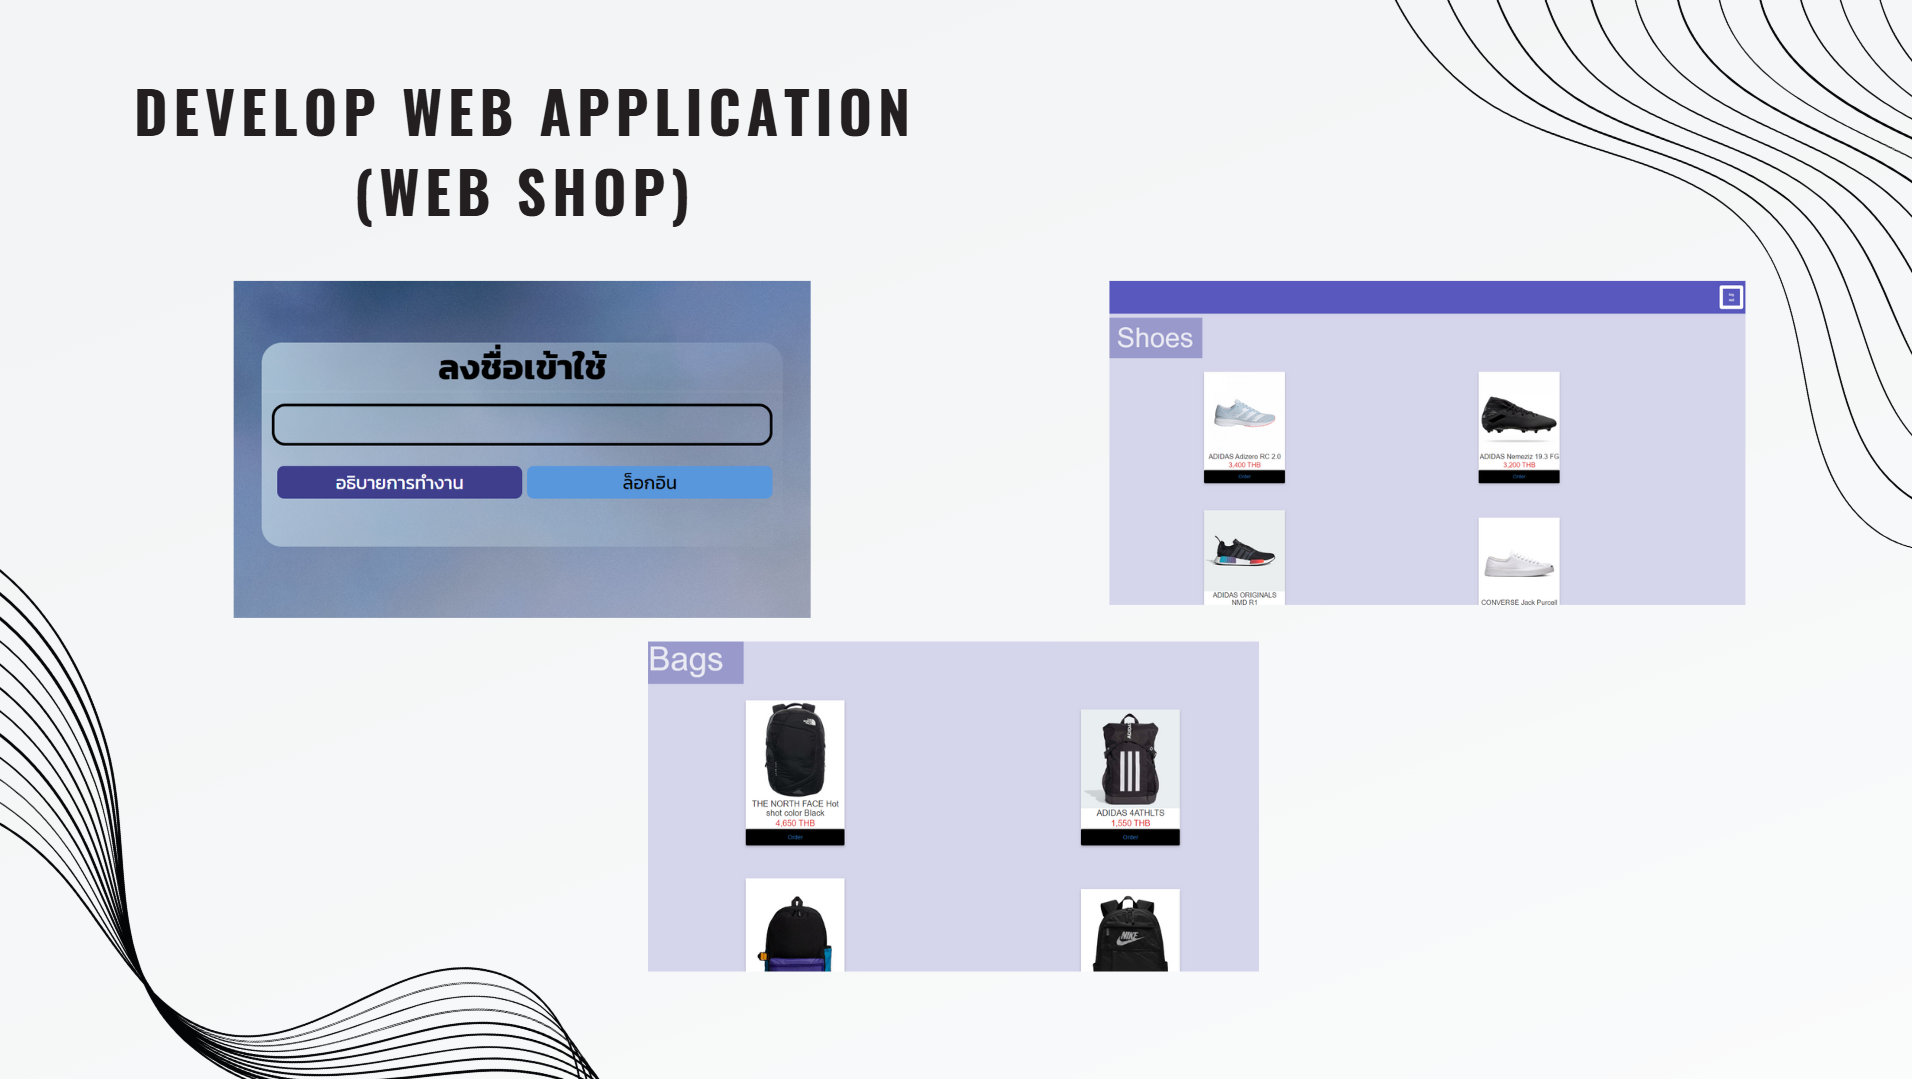 DEVELOP WEB APPLICATION
(WEB SHOP)
ลงชื่อเข้าใช้
อธิบายการทำงาน
ล็อกอิน
Shoes
ADIDAS Adizero RC 2.0
3,400 THB
Order
ADIDAS Nemeziz 19.3 FG
3,200 THB
Order
ADIDAS ORIGINALS
NMD R1
CONVERSE Jack Purcell
Bags
THE NORTH FACE Hot
shot color Black
4,650 THB
Order
ADIDAS 4ATHLTS
1,550 THB
Order
NIKE